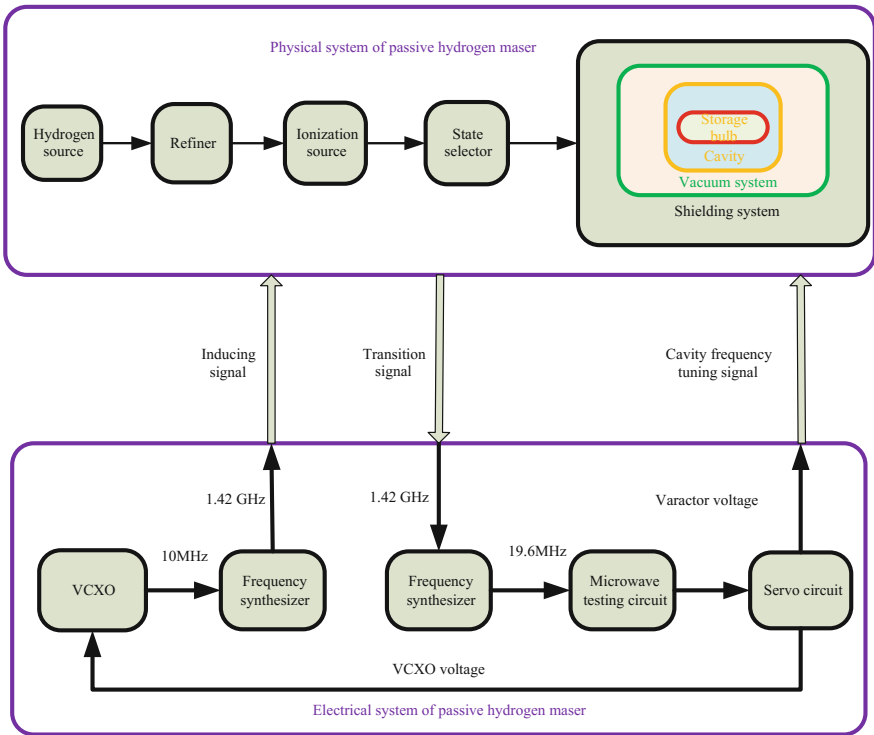 Physical system of passive hydrogen maser
Hydrogen
source
Refiner
Ionization
source
State
selector
Storage
bulb
Cavity
Vacuum system
Shielding system
Inducing
signal
Transition
signal
Cavity frequency
tuning signal
1.42 GHz
1.42 GHz
Varactor voltage
VCXO
10MHz
Frequency
synthesizer
Frequency
synthesizer
19.6MHz
Microwave
testing circuit
Servo circuit
VCXO voltage
Electrical system of passive hydrogen maser